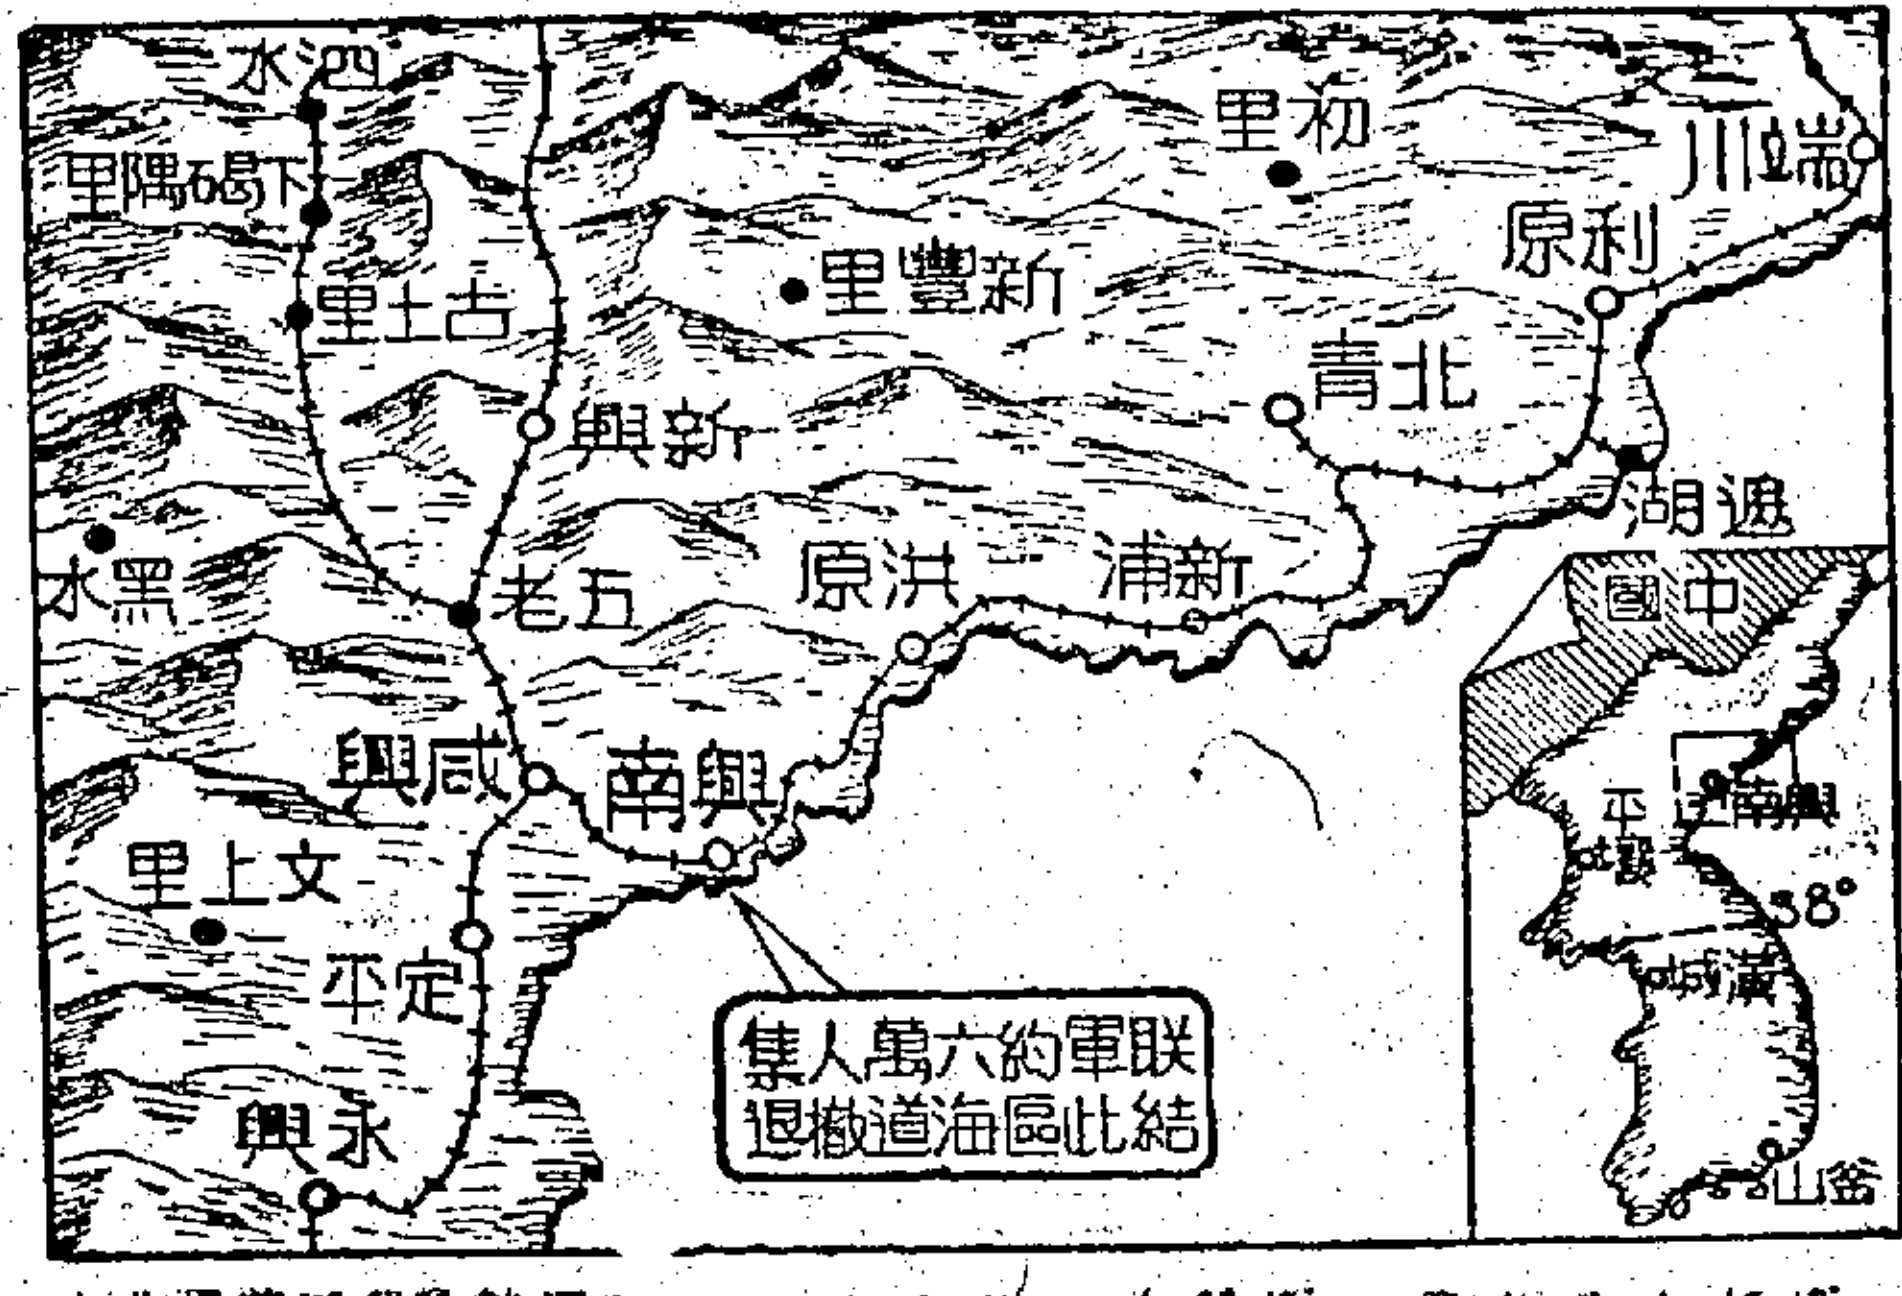 泗水
初里
端川
下碣隅里
利原
新豐里
古土里
北青
新興
遮湖
黑水
五老
洪原
新浦
中國
咸興
興南
平壤
興南
文上里
38°
定平
漢城
联軍約六萬人集
結此區海道撤退
永興
釜山